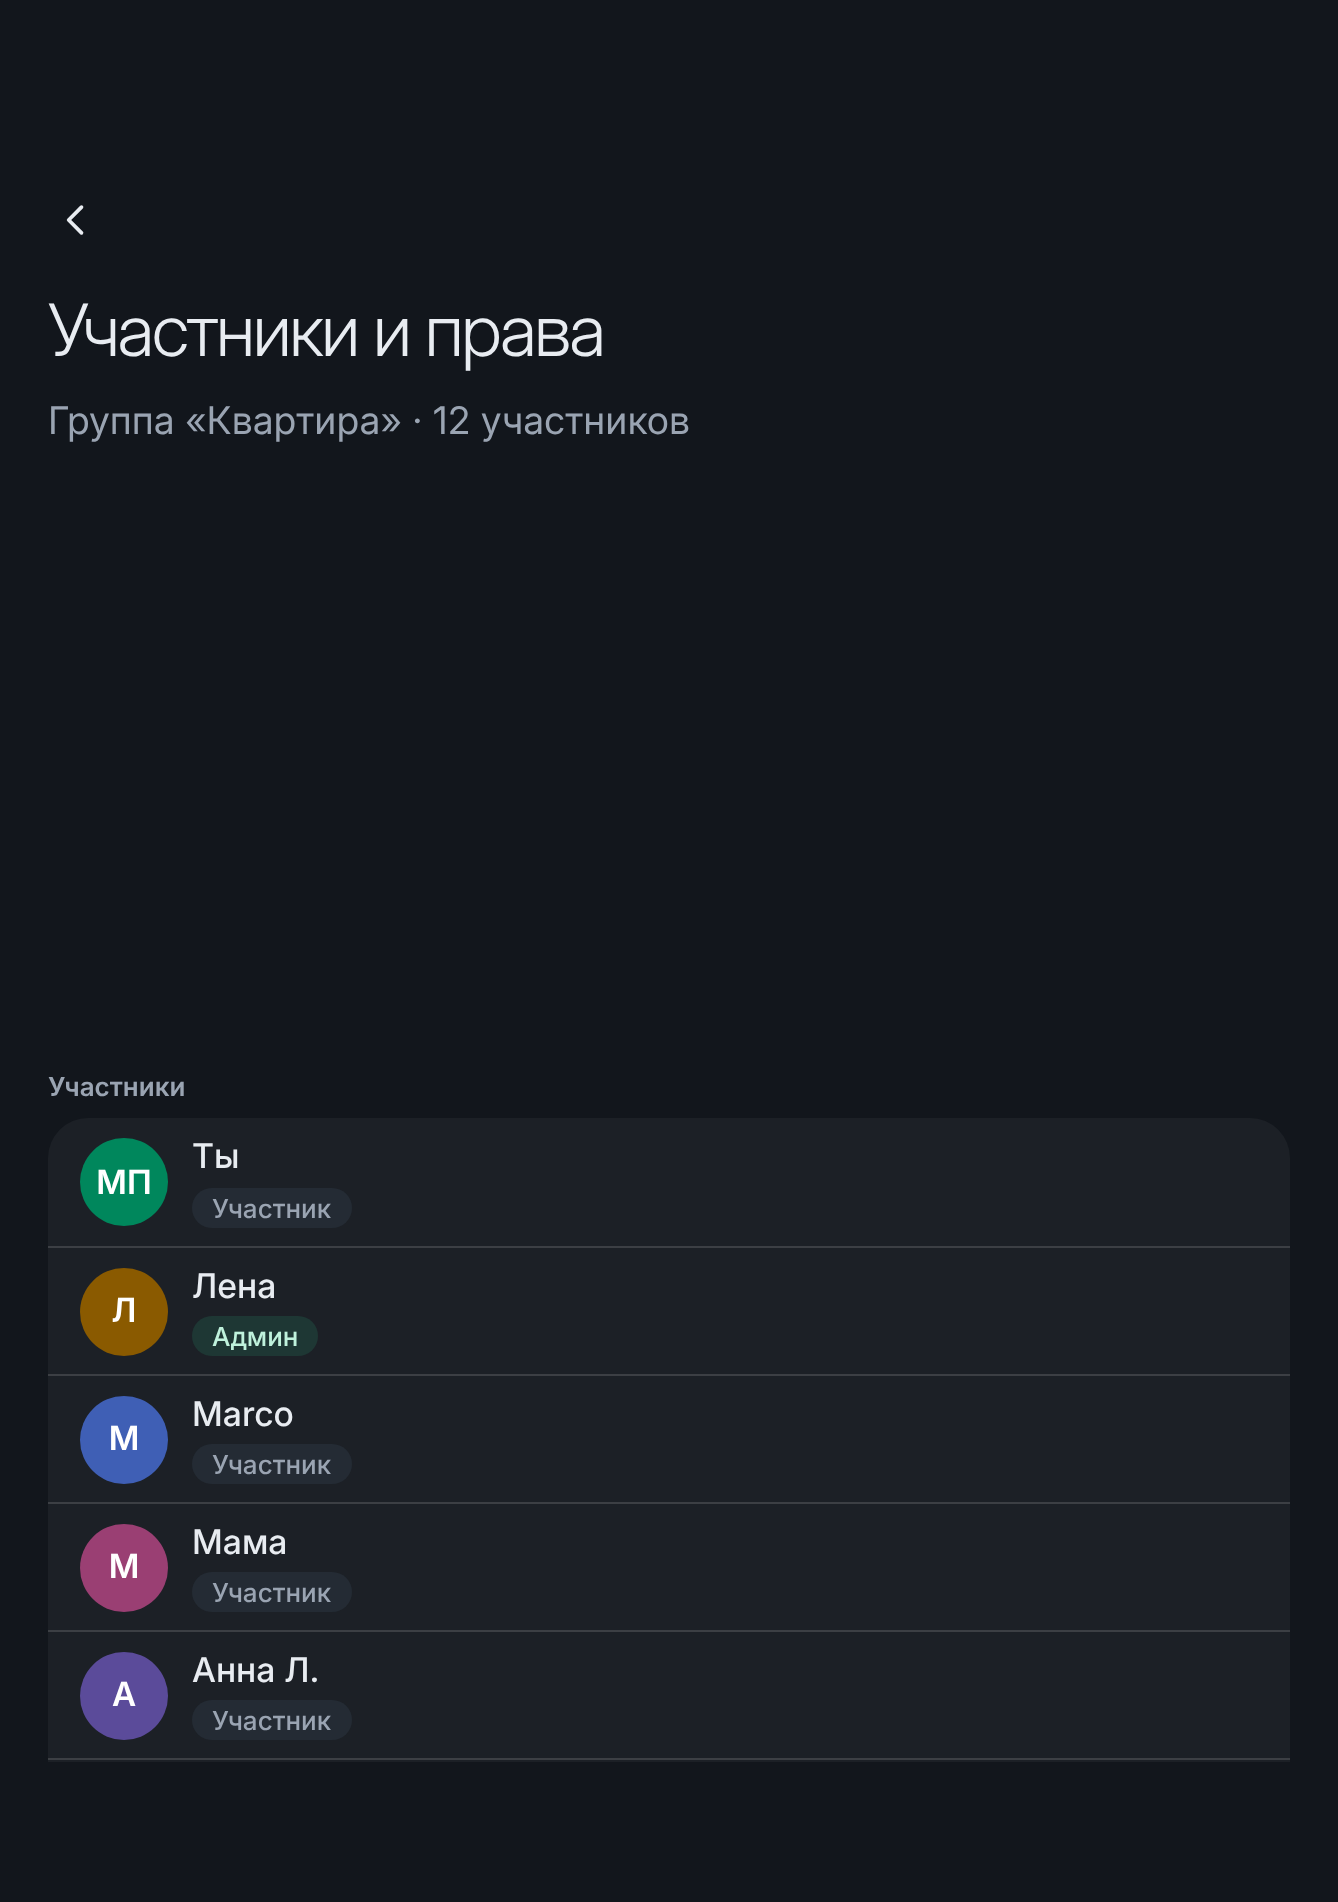 Участники и права
Группа «Квартира» · 12 участников
Участники
МП
Ты
Участник
Л
Лена
Админ
M
Marco
Участник
М
Мама
Участник
А
Анна Л.
Участник